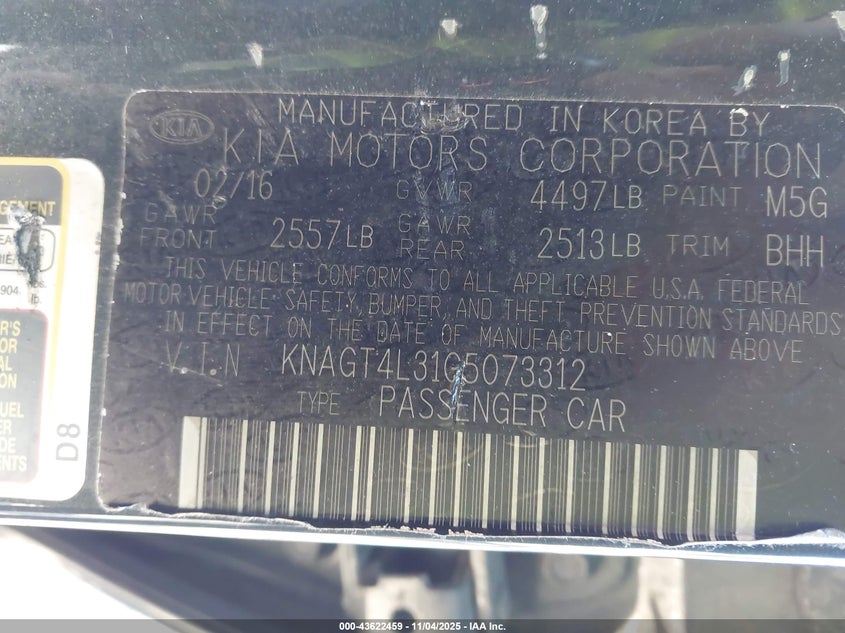 MANUFACTURED IN KOREA BY
KIA KIA MOTORS CORPORATION
02/16 GVWR 4497LB PAINT M5G
GAWR FRONT 2557LB GAWR REAR 2513LB TRIM BHH
THIS VEHICLE CONFORMS TO ALL APPLICABLE U.S.A. FEDERAL
MOTOR VEHICLE SAFETY, BUMPER, AND THEFT PREVENTION STANDARDS
IN EFFECT ON THE DATE OF MANUFACTURE SHOWN ABOVE
V.I.N KNAGT4L31G5073312
TYPE PASSENGER CAR
D8
000-43622459 - 11/04/2025 - IAA Inc.